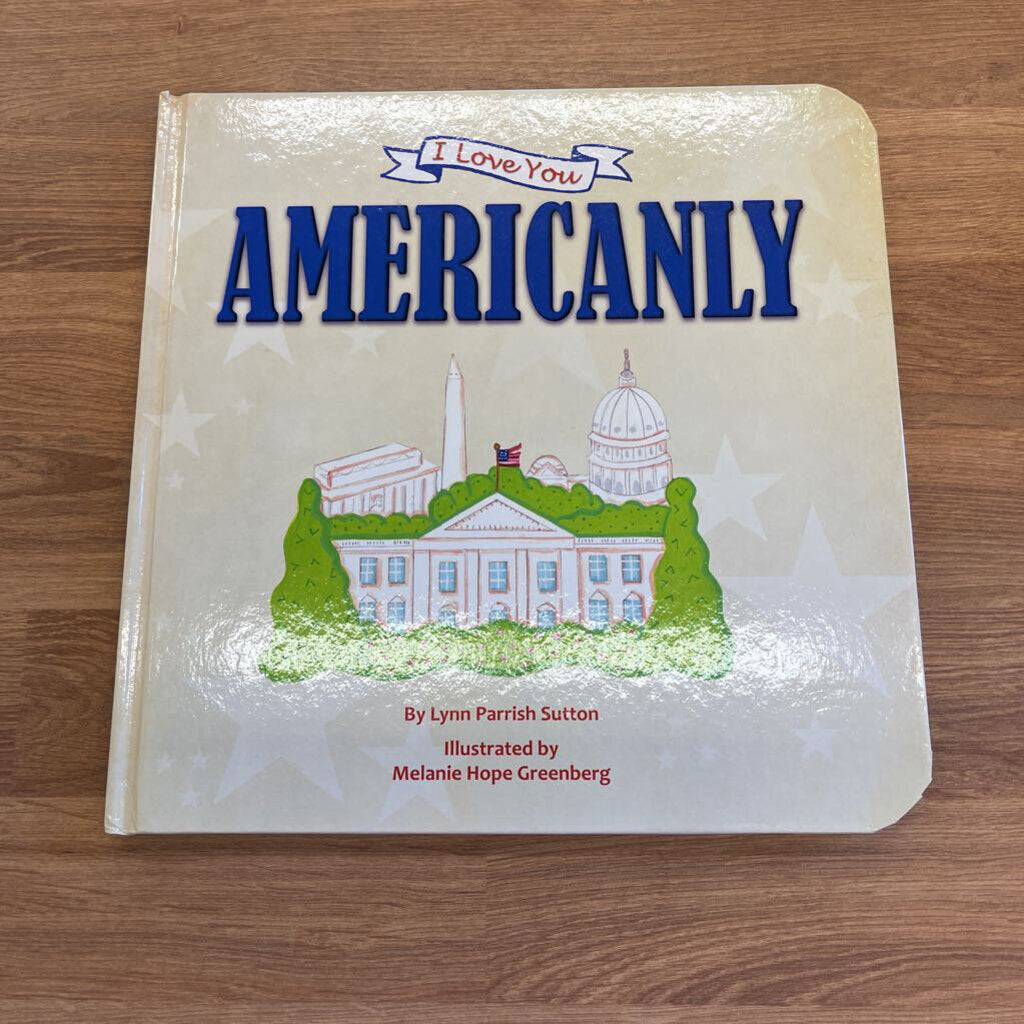 I Love You
AMERICANLY
By Lynn Parrish Sutton
Illustrated by
Melanie Hope Greenberg